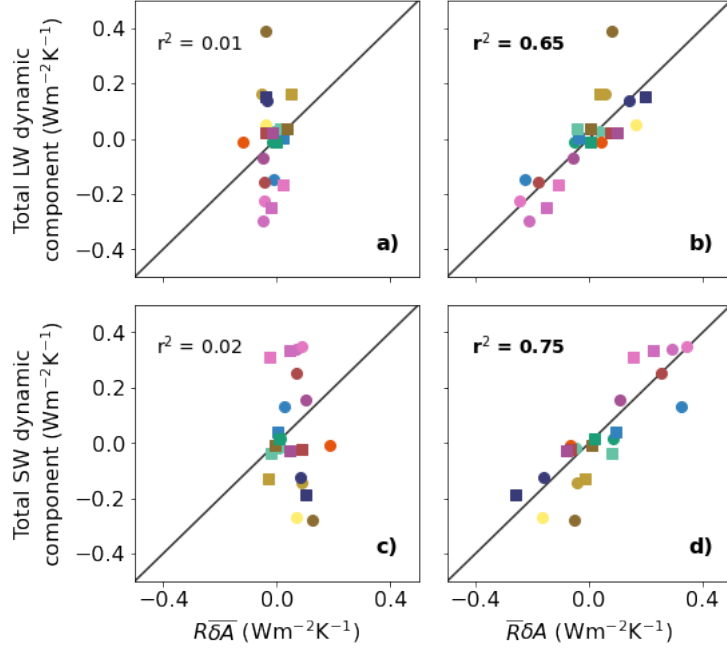 Total LW dynamic
component (Wm⁻²K⁻¹)
0.4
0.2
0.0
−0.2
−0.4
r² = 0.01
a)
r² = 0.65
b)
Total SW dynamic
component (Wm⁻²K⁻¹)
0.4
0.2
0.0
−0.2
−0.4
r² = 0.02
c)
r² = 0.75
d)
−0.4 0.0 0.4
−0.4 0.0 0.4
R\overline{δA} (Wm⁻²K⁻¹)
\overline{R}δA (Wm⁻²K⁻¹)